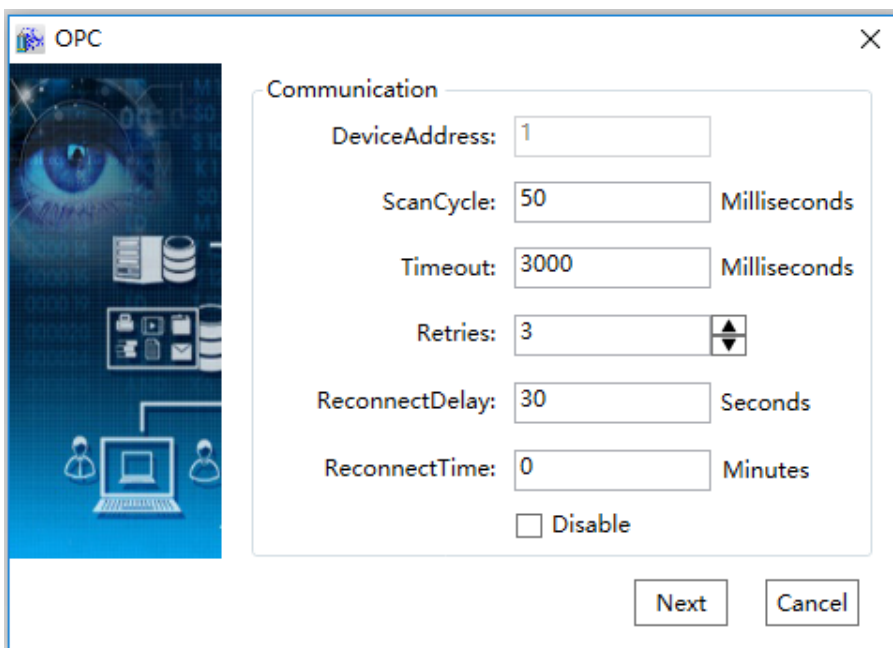 OPC
Communication
DeviceAddress: 1
ScanCycle: 50 Milliseconds
Timeout: 3000 Milliseconds
Retries: 3
ReconnectDelay: 30 Seconds
ReconnectTime: 0 Minutes
Disable
Next Cancel